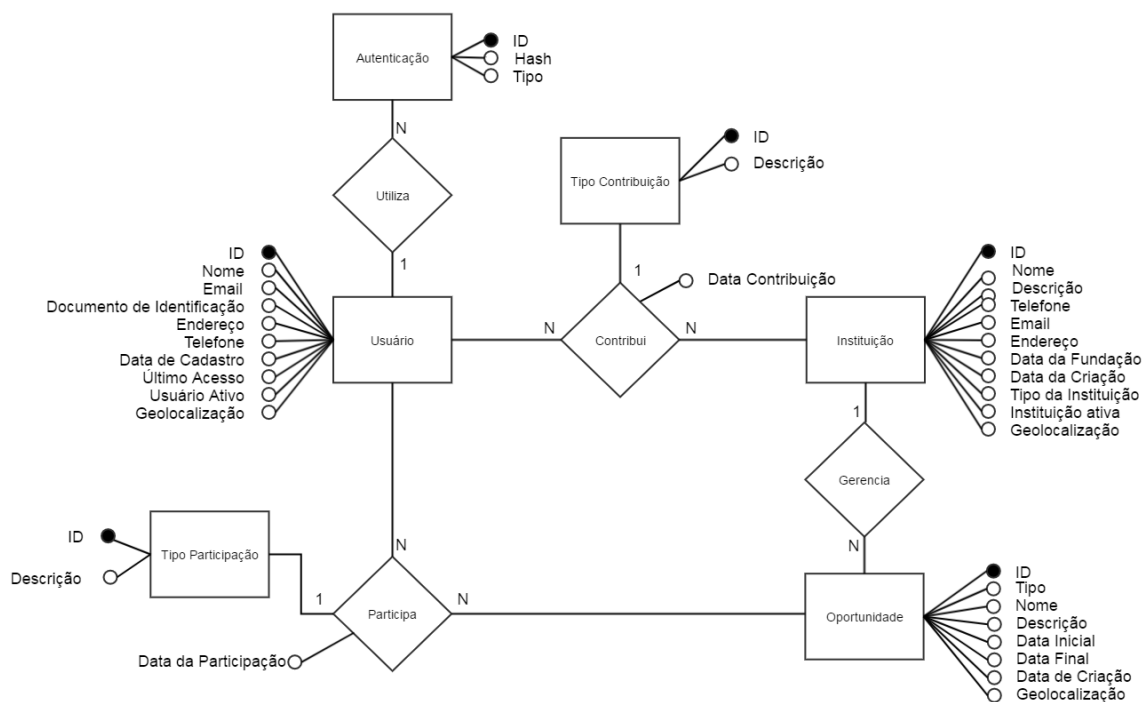 Autenticação
ID
Hash
Tipo
N
Utiliza
1
Tipo Contribuição
ID
Descrição
1
Data Contribuição
ID
Nome
Email
Documento de Identificação
Endereço
Telefone
Data de Cadastro
Último Acesso
Usuário Ativo
Geolocalização
Usuário
N
Contribui
N
Instituição
ID
Nome
Descrição
Telefone
Email
Endereço
Data da Fundação
Data da Criação
Tipo da Instituição
Instituição ativa
Geolocalização
1
Gerencia
N
ID
Descrição
Tipo Participação
1
N
Participa
N
Data da Participação
Oportunidade
ID
Tipo
Nome
Descrição
Data Inicial
Data Final
Data de Criação
Geolocalização